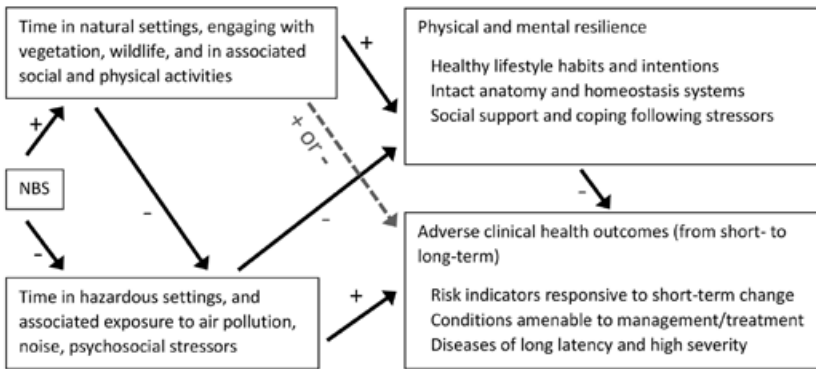 Time in natural settings, engaging with
vegetation, wildlife, and in associated
social and physical activities
+
Physical and mental resilience
Healthy lifestyle habits and intentions
Intact anatomy and homeostasis systems
Social support and coping following stressors
+
+ or -
NBS
-
-
-
-
Adverse clinical health outcomes (from short- to
long-term)
Risk indicators responsive to short-term change
Conditions amenable to management/treatment
Diseases of long latency and high severity
Time in hazardous settings, and
associated exposure to air pollution,
noise, psychosocial stressors
+